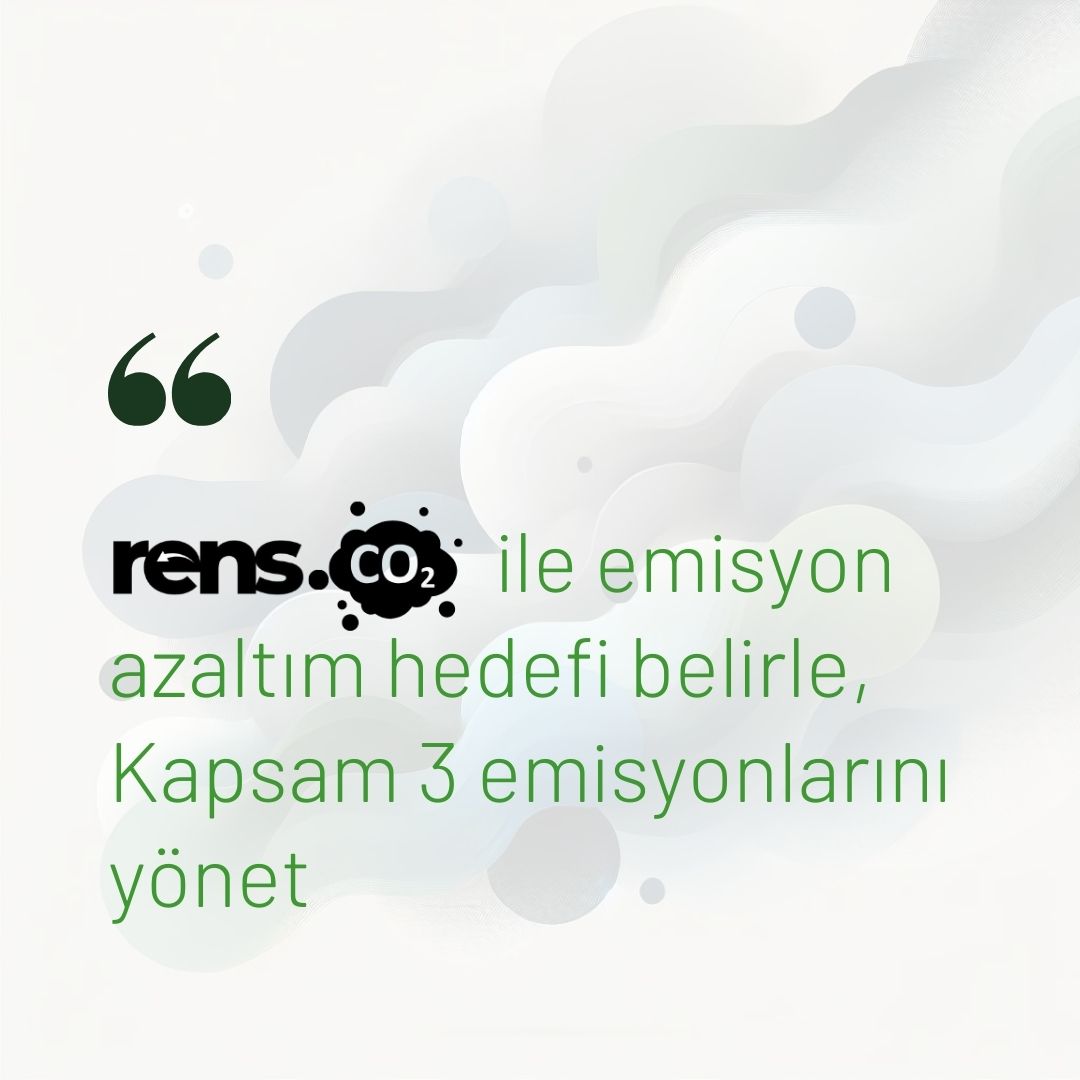 “
rens.CO₂ ile emisyon
azaltım hedefi belirle,
Kapsam 3 emisyonlarını
yönet